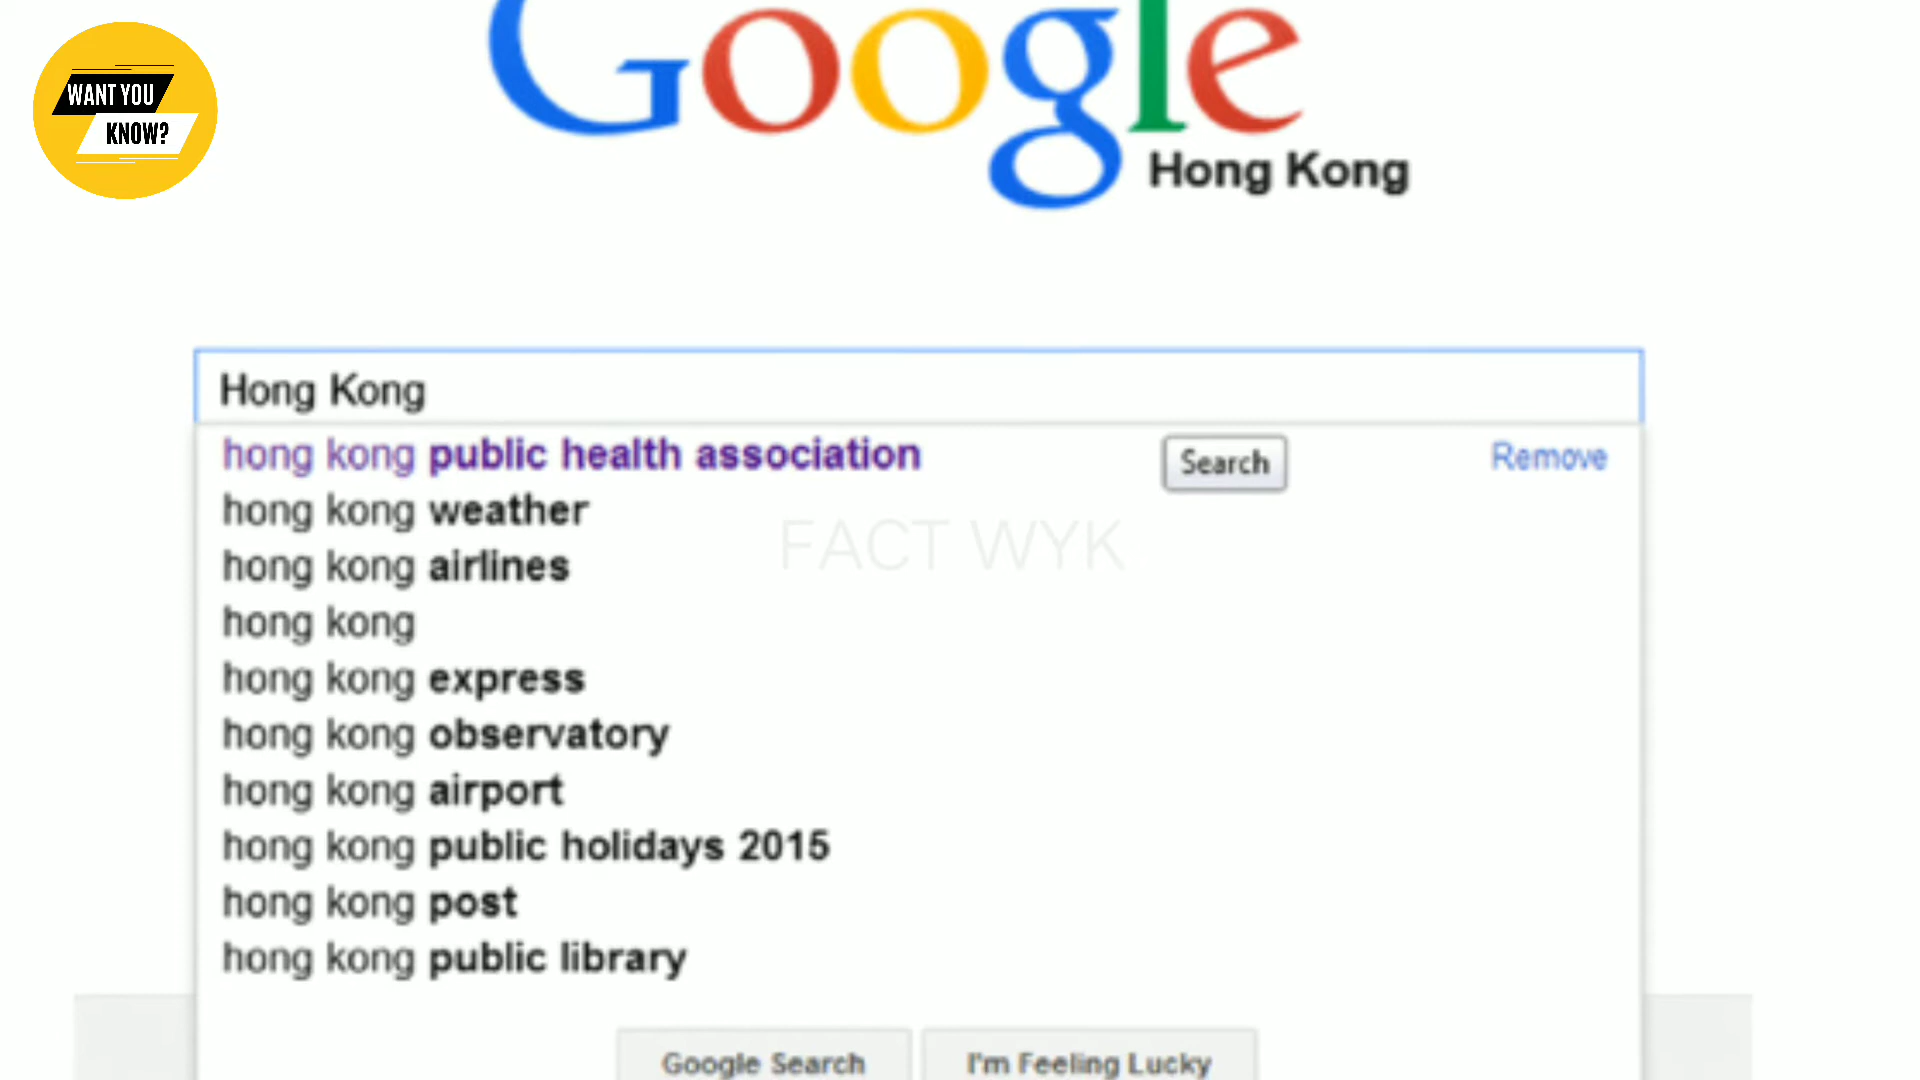 WANT YOU
KNOW?
Google
Hong Kong
Hong Kong
hong kong public health association Search Remove
hong kong weather
FACT WYK
hong kong airlines
hong kong
hong kong express
hong kong observatory
hong kong airport
hong kong public holidays 2015
hong kong post
hong kong public library
Google Search I'm Feeling Lucky